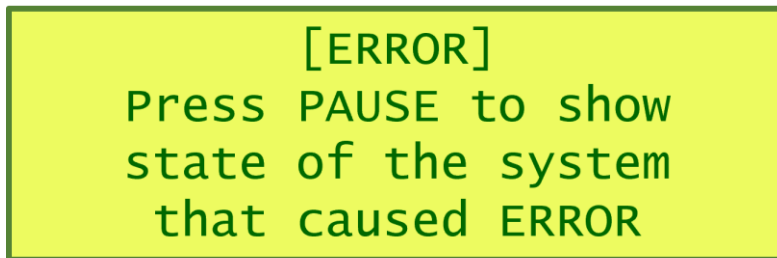 [ERROR]
Press PAUSE to show
state of the system
that caused ERROR